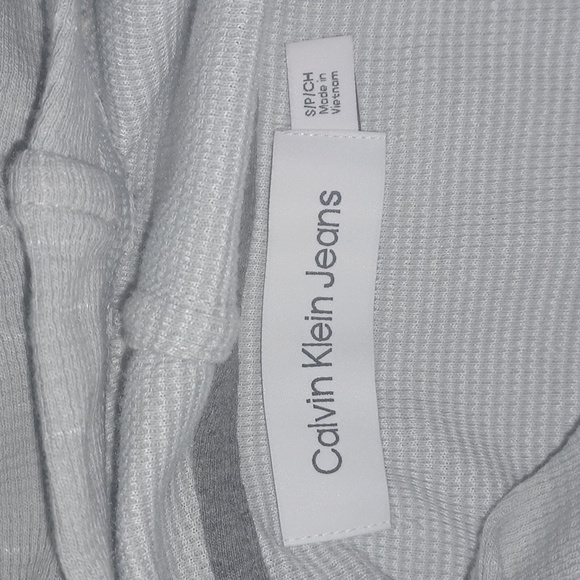 S/P/CH
Made in
Vietnam
Calvin Klein Jeans